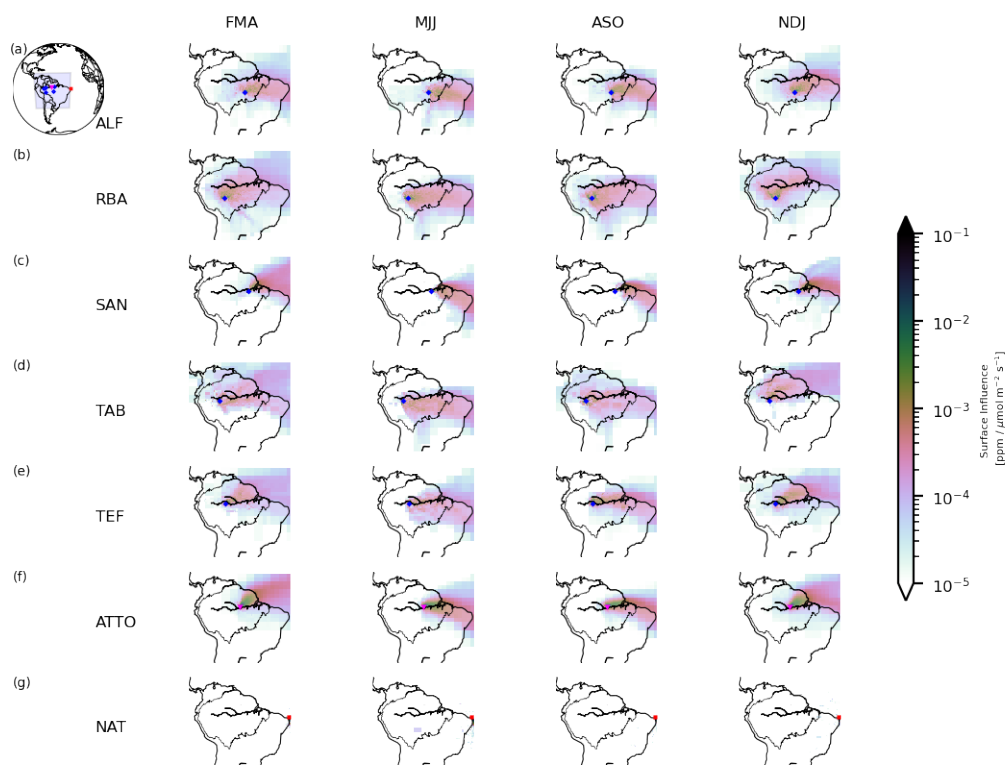 FMA MJJ ASO NDJ
(a)
ALF
(b)
RBA
(c)
SAN
(d)
TAB
(e)
TEF
(f)
ATTO
(g)
NAT
10⁻¹
10⁻²
10⁻³
10⁻⁴
10⁻⁵
Surface Influence
[ppm / μmol m⁻² s⁻¹]